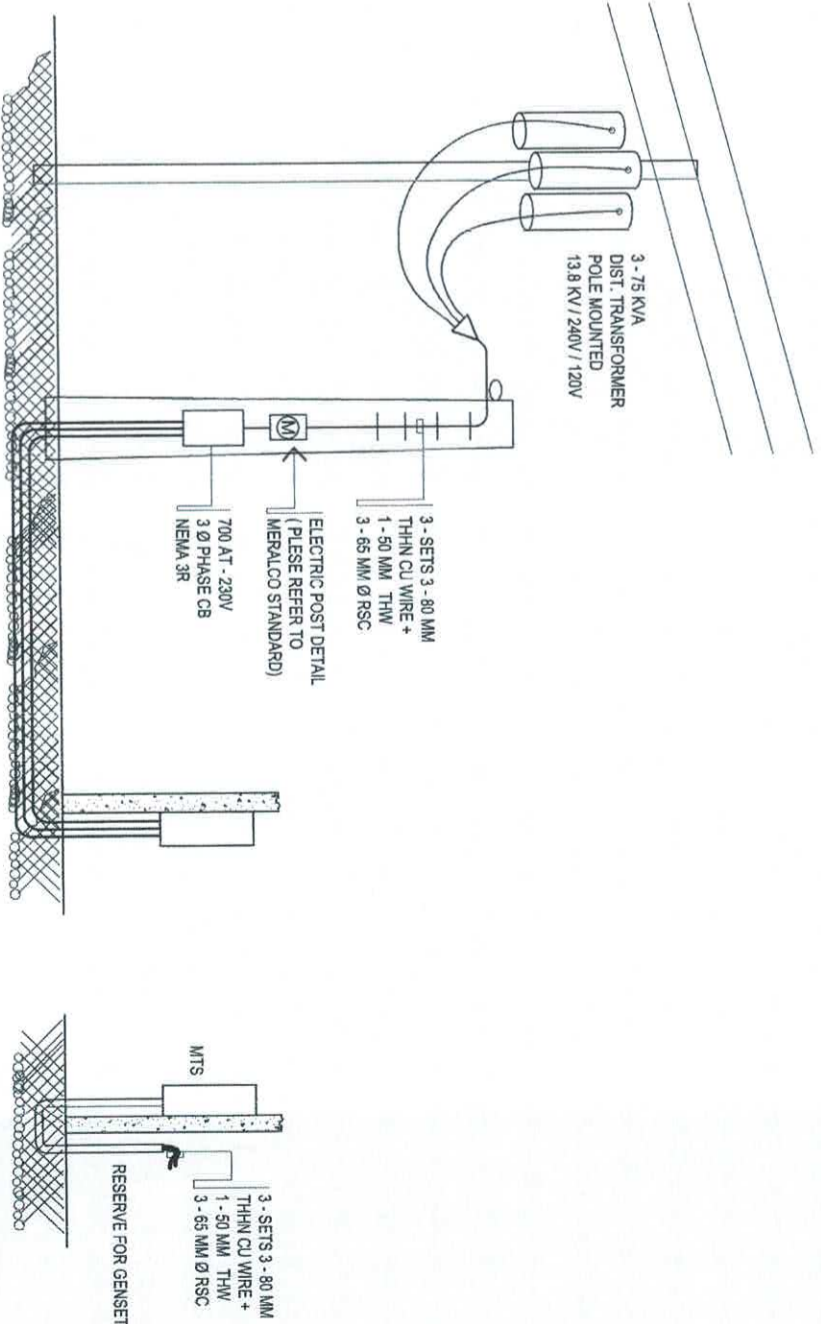 3 - 75 KVA
DIST. TRANSFORMER
POLE MOUNTED
13.8 KV / 240V / 120V
3 - SETS 3 - 80 MM
THHN CU WIRE +
1 - 50 MM THW
3 - 65 MM Ø RSC
M
ELECTRIC POST DETAIL
( PLESE REFER TO
MERALCO STANDARD)
700 AT - 230V
3 Ø PHASE CB
NEMA 3R
MTS
3 - SETS 3 - 80 MM
THHN CU WIRE +
1 - 50 MM THW
3 - 65 MM Ø RSC
RESERVE FOR GENSET